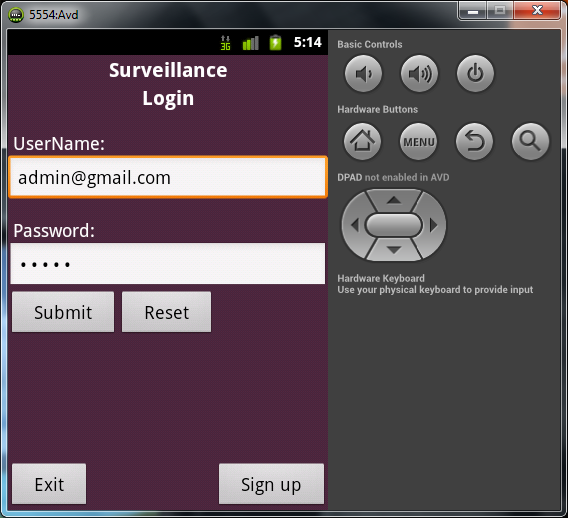 5554:Avd
3G 5:14
Surveillance
Login
UserName:
admin@gmail.com
Password:
•••••
Submit Reset
Exit Sign up
Basic Controls
Hardware Buttons
MENU
DPAD not enabled in AVD
Hardware Keyboard
Use your physical keyboard to provide input